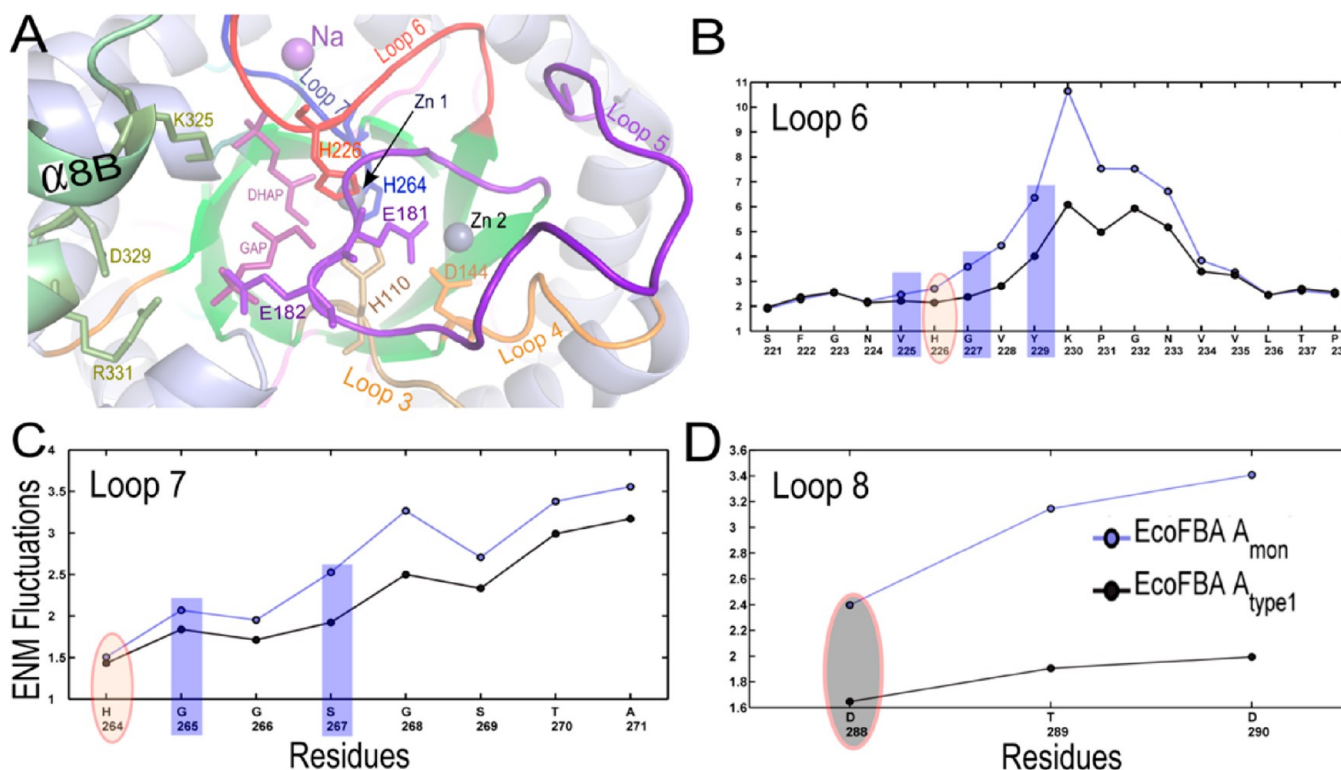 A
Na
Loop 6
Loop 7
Zn 1
Loop 5
K325
α8B
H226
DHAP
H264
E181
Zn 2
GAP
D329
H110
D144
E182
Loop 4
R331
Loop 3
B
Loop 6
11
10
9
8
7
6
5
4
3
2
1
S F G N V H G V Y K P G N V V L T P
221 222 223 224 225 226 227 228 229 230 231 232 233 234 235 236 237 23
C
Loop 7
ENM Fluctuations
4
3.5
3
2.5
2
1.5
1
H G G S G S T A
264 265 266 267 268 269 270 271
Residues
D
Loop 8
3.6
3.4
3.2
3
2.8
2.6
2.4
2.2
2
1.8
1.6
EcoFBA A mon
EcoFBA A type1
D T D
288 289 290
Residues